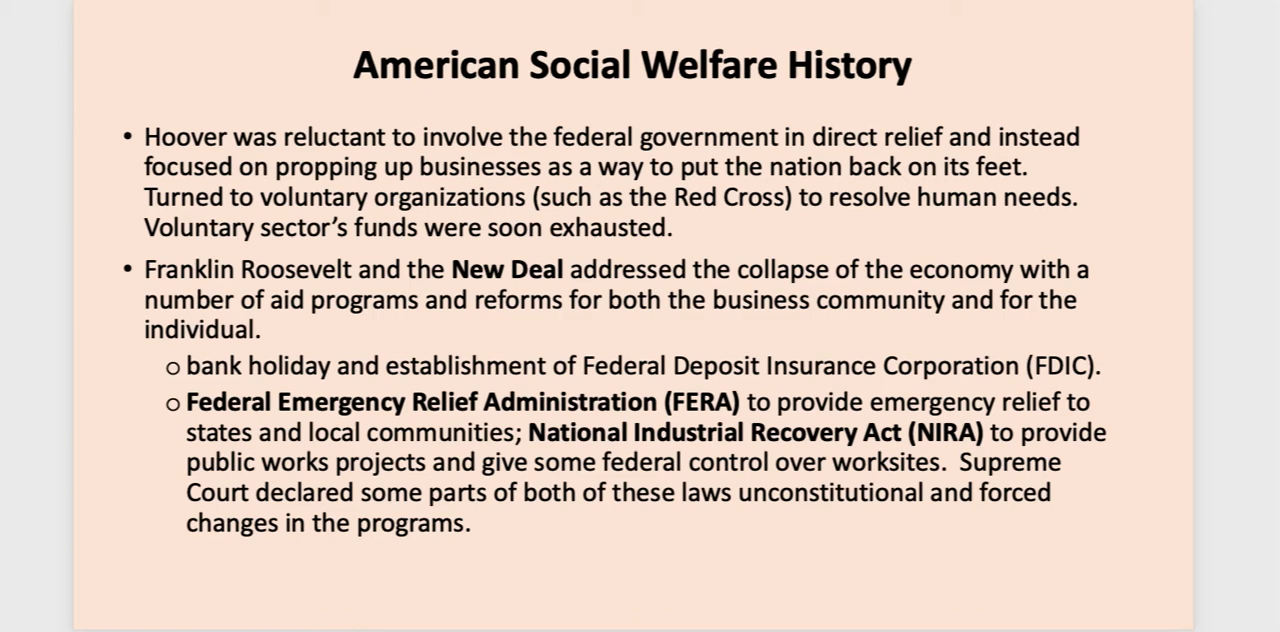 American Social Welfare History
• Hoover was reluctant to involve the federal government in direct relief and instead
focused on propping up businesses as a way to put the nation back on its feet.
Turned to voluntary organizations (such as the Red Cross) to resolve human needs.
Voluntary sector’s funds were soon exhausted.
• Franklin Roosevelt and the New Deal addressed the collapse of the economy with a
number of aid programs and reforms for both the business community and for the
individual.
o bank holiday and establishment of Federal Deposit Insurance Corporation (FDIC).
o Federal Emergency Relief Administration (FERA) to provide emergency relief to
states and local communities; National Industrial Recovery Act (NIRA) to provide
public works projects and give some federal control over worksites.  Supreme
Court declared some parts of both of these laws unconstitutional and forced
changes in the programs.